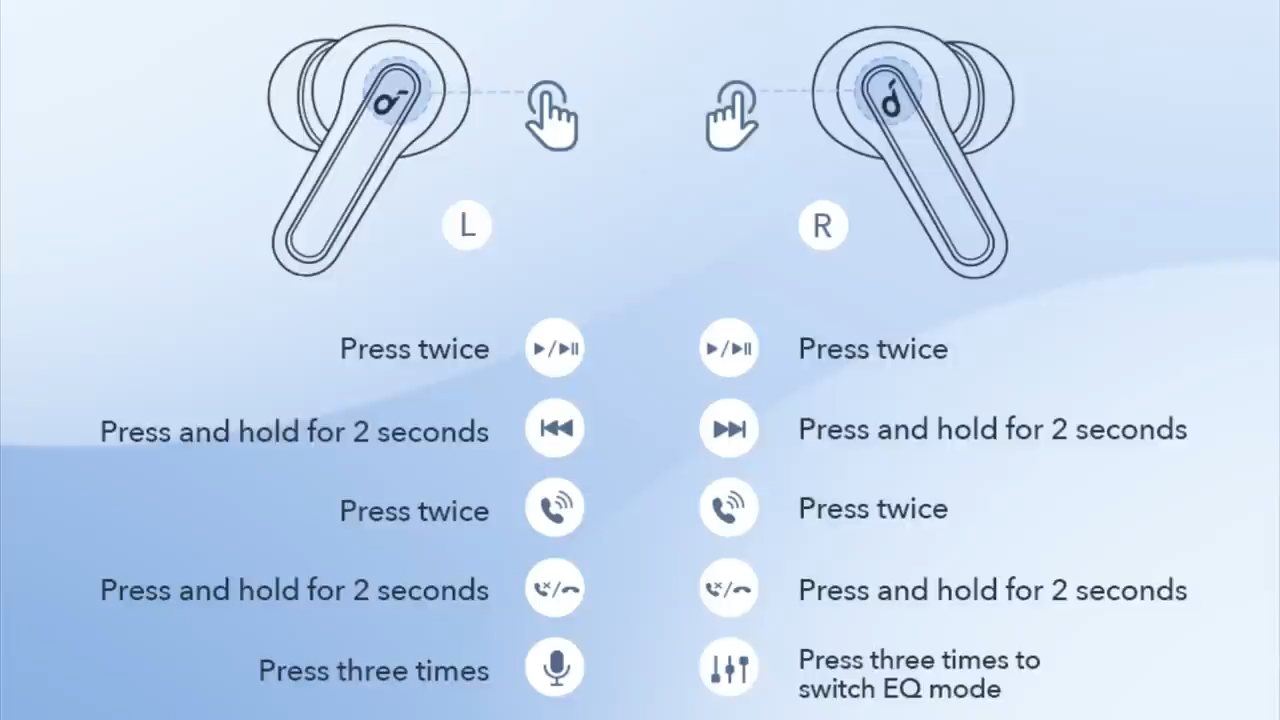 L
R
Press twice
Press twice
Press and hold for 2 seconds
Press and hold for 2 seconds
Press twice
Press twice
Press and hold for 2 seconds
Press and hold for 2 seconds
Press three times
Press three times to
switch EQ mode